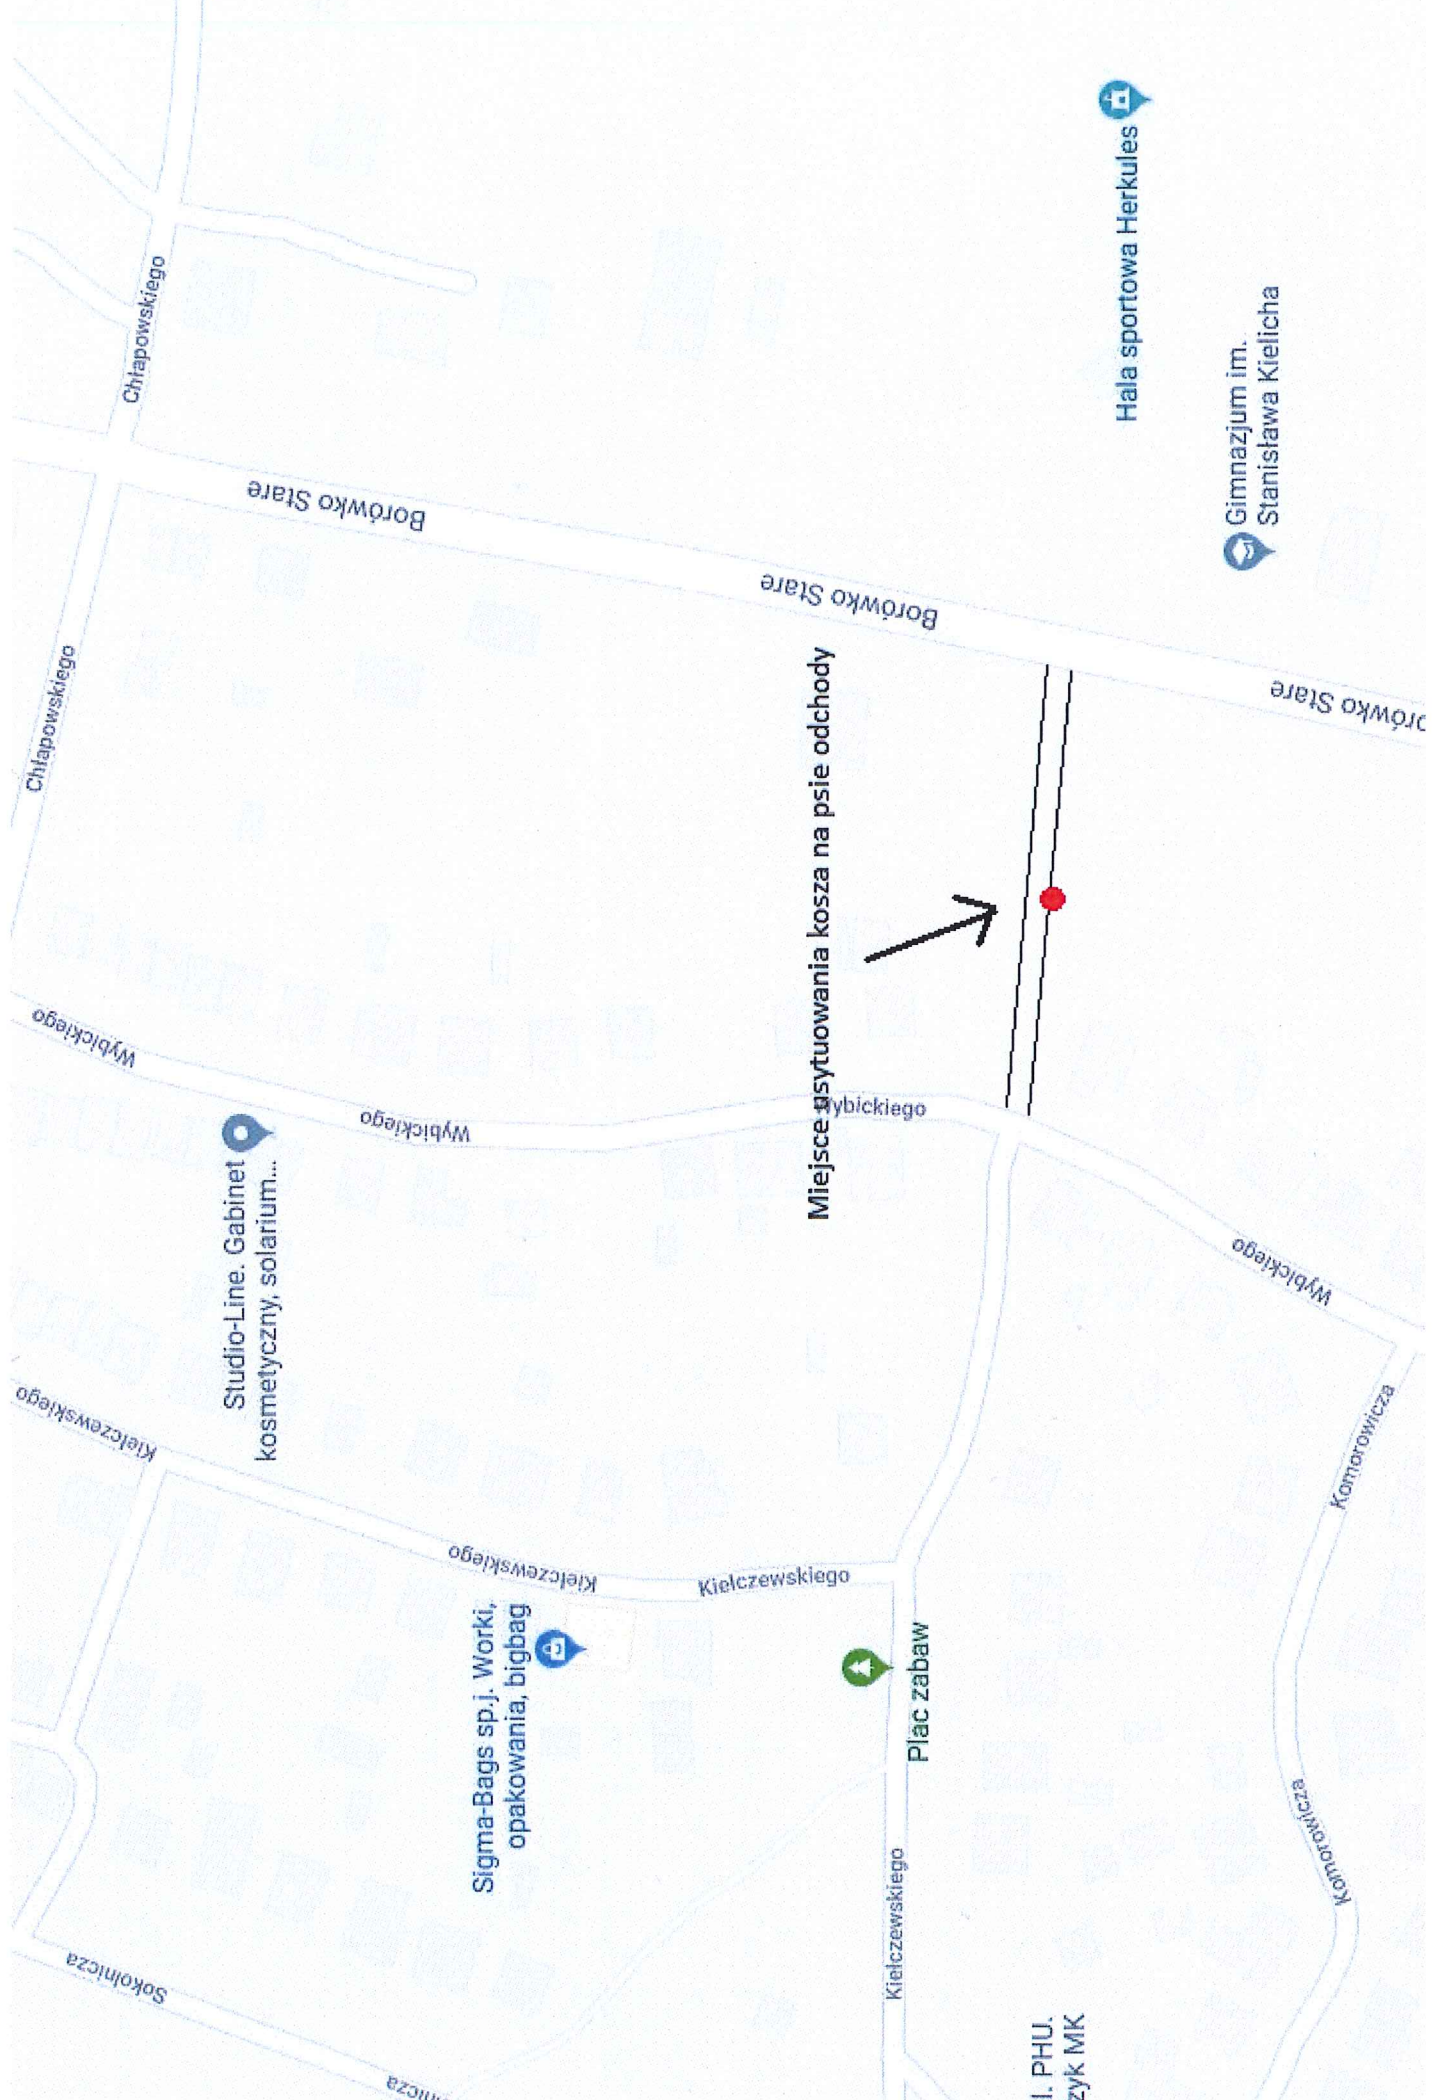 Chłapowskiego
Chłapowskiego
Borówko Stare
Borówko Stare
Stare
Hala sportowa Herkules
Gimnazjum im.
Stanisława Kielicha
Miejsce usytuowania kosza na psie odchody
Wybickiego
Wybickiego
Wybickiego
Wybickiego
Studio-Line. Gabinet
kosmetyczny, solarium...
Kiełczewskiego
Kiełczewskiego
Kiełczewskiego
Sigma-Bags sp.j. Worki,
opakowania, bigbag
Plac zabaw
Kiełczewskiego
Komorowicza
Komorowicza
Sokolnicza
PHU.
MK